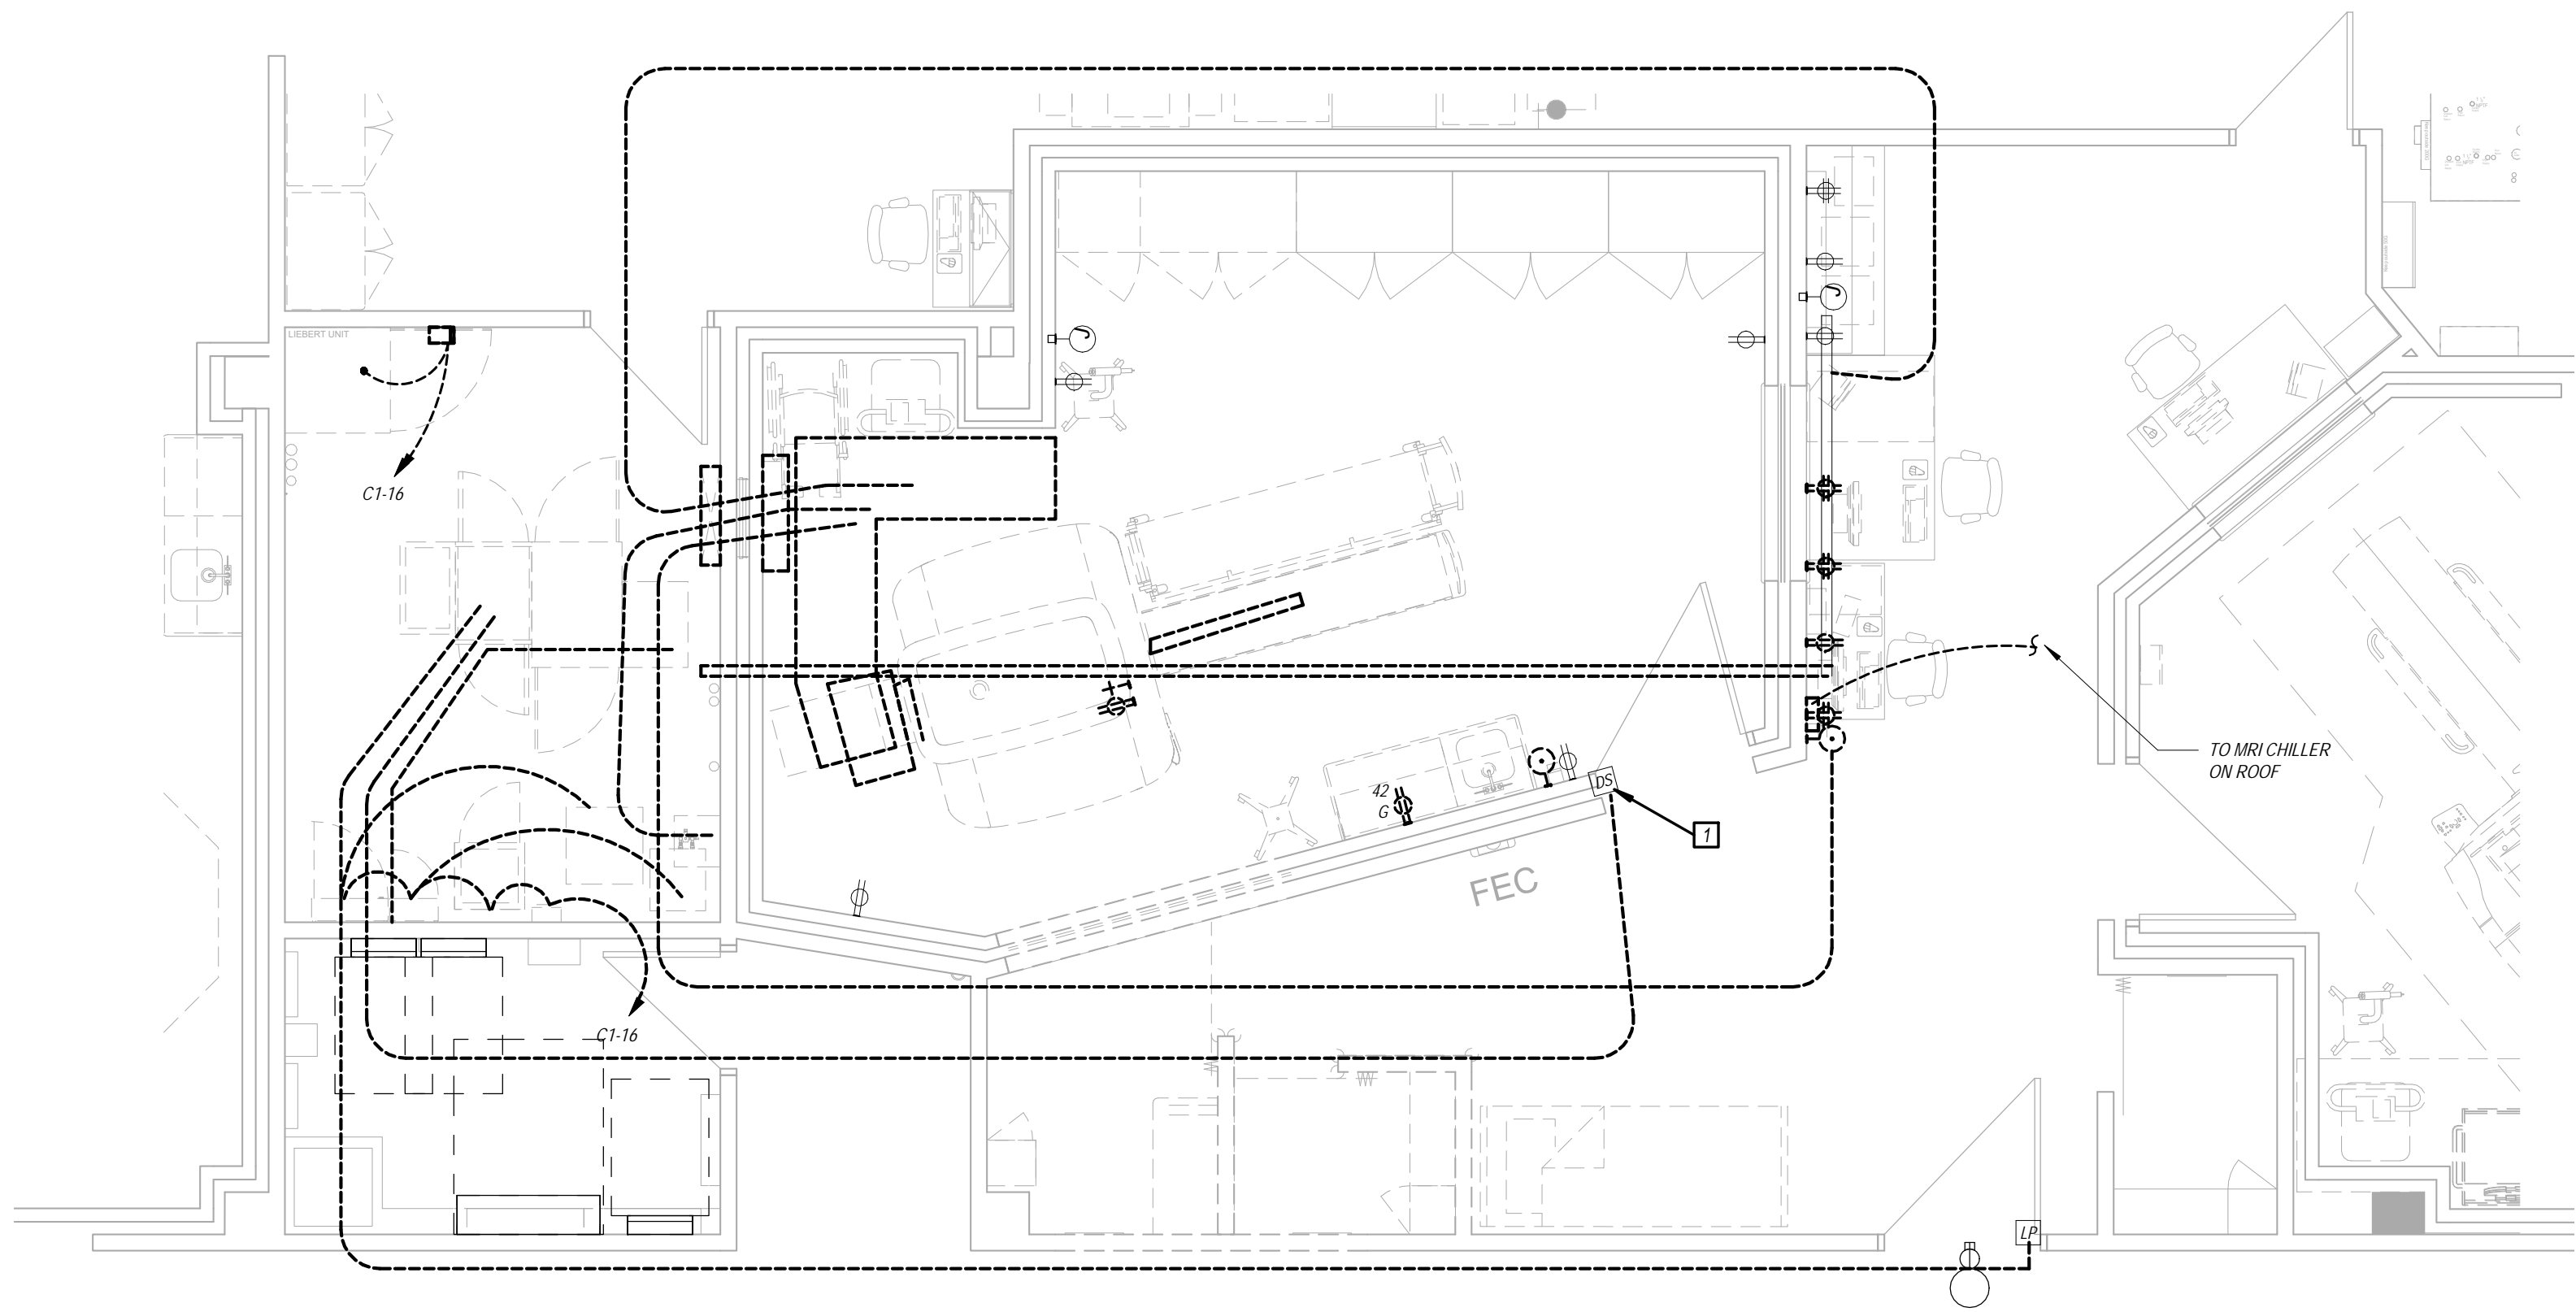 LIEBERT UNIT
J
J
C1-16
TO MRI CHILLER
ON ROOF
DS
42
G
1
FEC
C1-16
LP